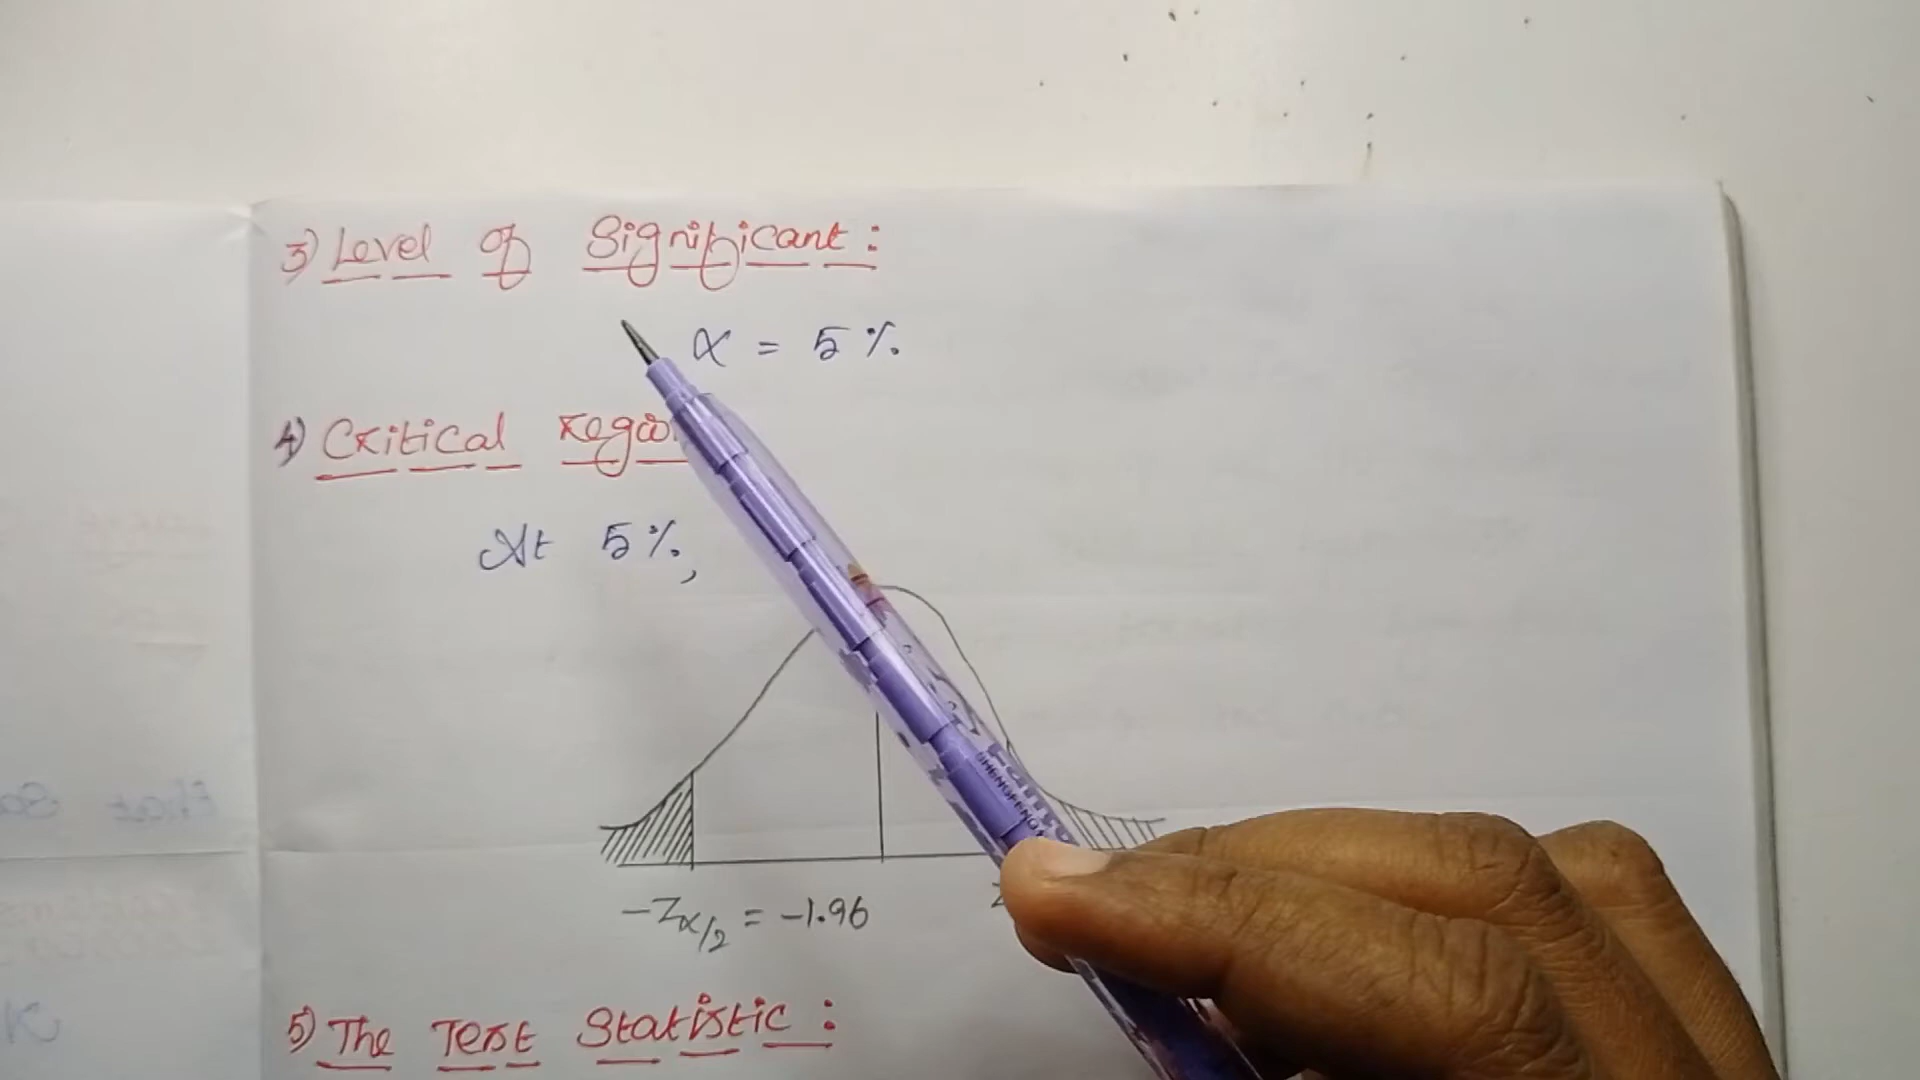 3) Level of Significant:
α = 5%
4) Critical
At 5%,
-Zα/2 = -1.96
5) The Test Statistic: